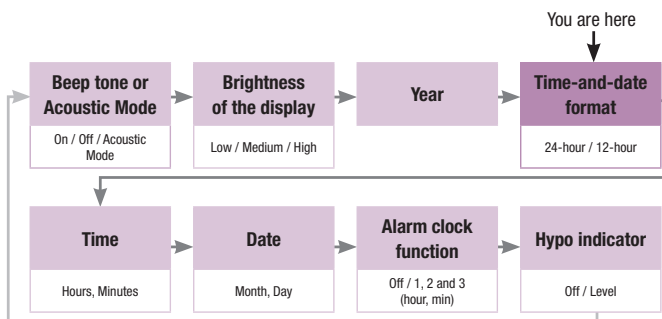 You are here
Beep tone or
Acoustic Mode
On / Off / Acoustic
Mode
Brightness
of the display
Low / Medium / High
Year
Time-and-date
format
24-hour / 12-hour
Time
Hours, Minutes
Date
Month, Day
Alarm clock
function
Off / 1, 2 and 3
(hour, min)
Hypo indicator
Off / Level